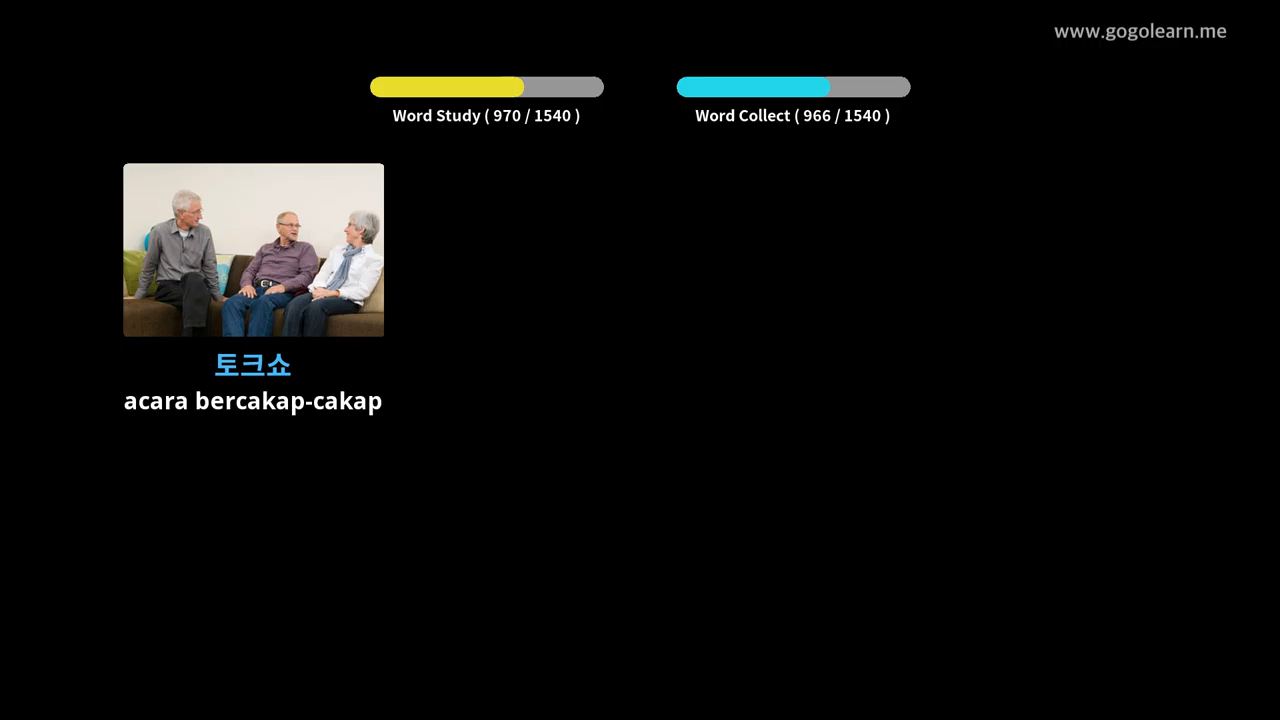 www.gogolearn.me
Word Study ( 970 / 1540 )
Word Collect ( 966 / 1540 )
토크쇼
acara bercakap-cakap